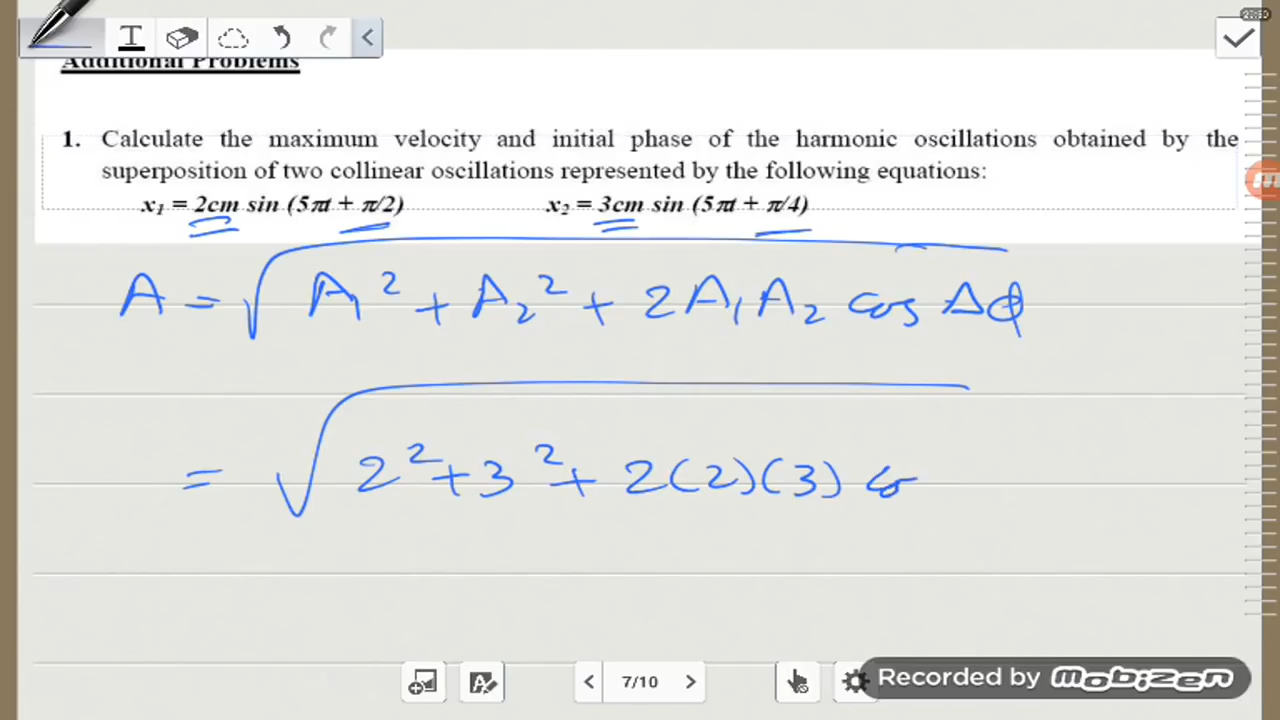 T
Additional Problems
1. Calculate the maximum velocity and initial phase of the harmonic oscillations obtained by the
superposition of two collinear oscillations represented by the following equations:
x₁ = 2cm sin (5πt + π/2) x₂ = 3cm sin (5πt + π/4)
A = √A₁² + A₂² + 2A₁A₂ cos Δϕ
= √2² + 3² + 2(2)(3) co
7/10
Recorded by mobizen